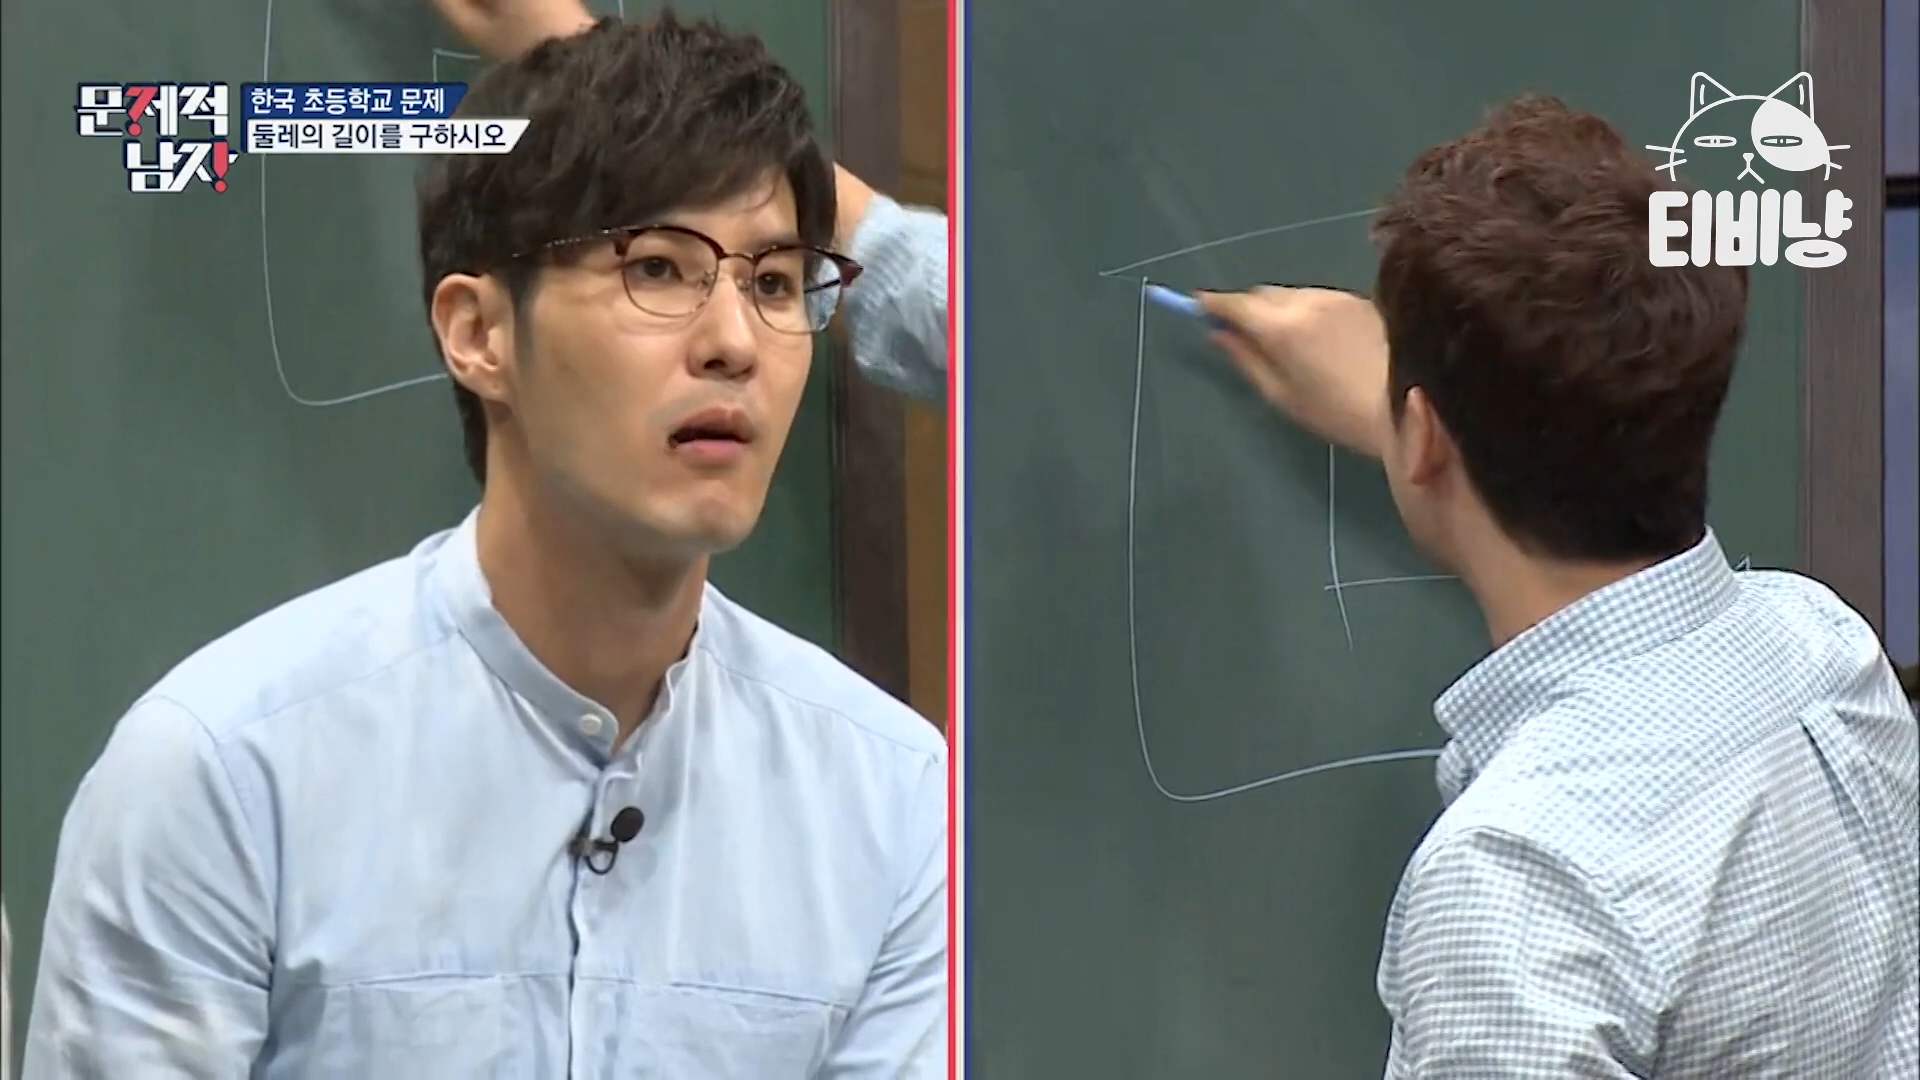 문제적
남자
한국 초등학교 문제
둘레의 길이를 구하시오
티비냥